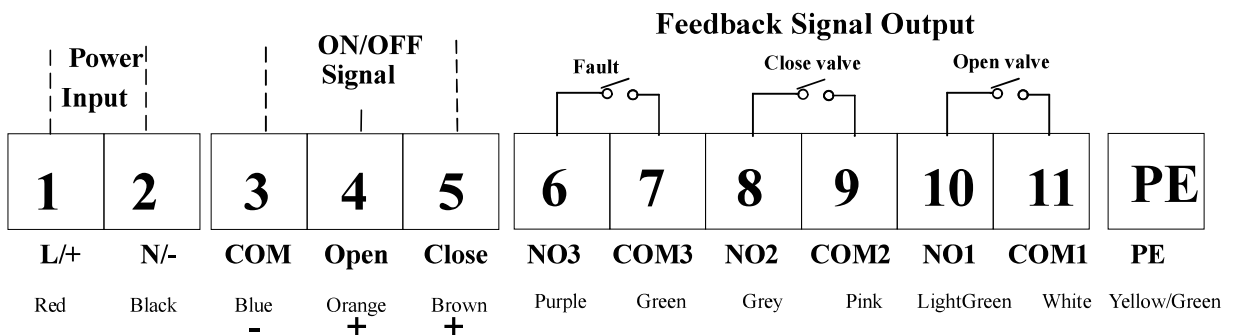 Feedback Signal Output
Power
Input
ON/OFF
Signal
Fault
Close valve
Open valve
1 2 3 4 5 6 7 8 9 10 11 PE
L/+ N/- COM Open Close NO3 COM3 NO2 COM2 NO1 COM1 PE
Red Black Blue Orange Brown Purple Green Grey Pink LightGreen White Yellow/Green
- + +